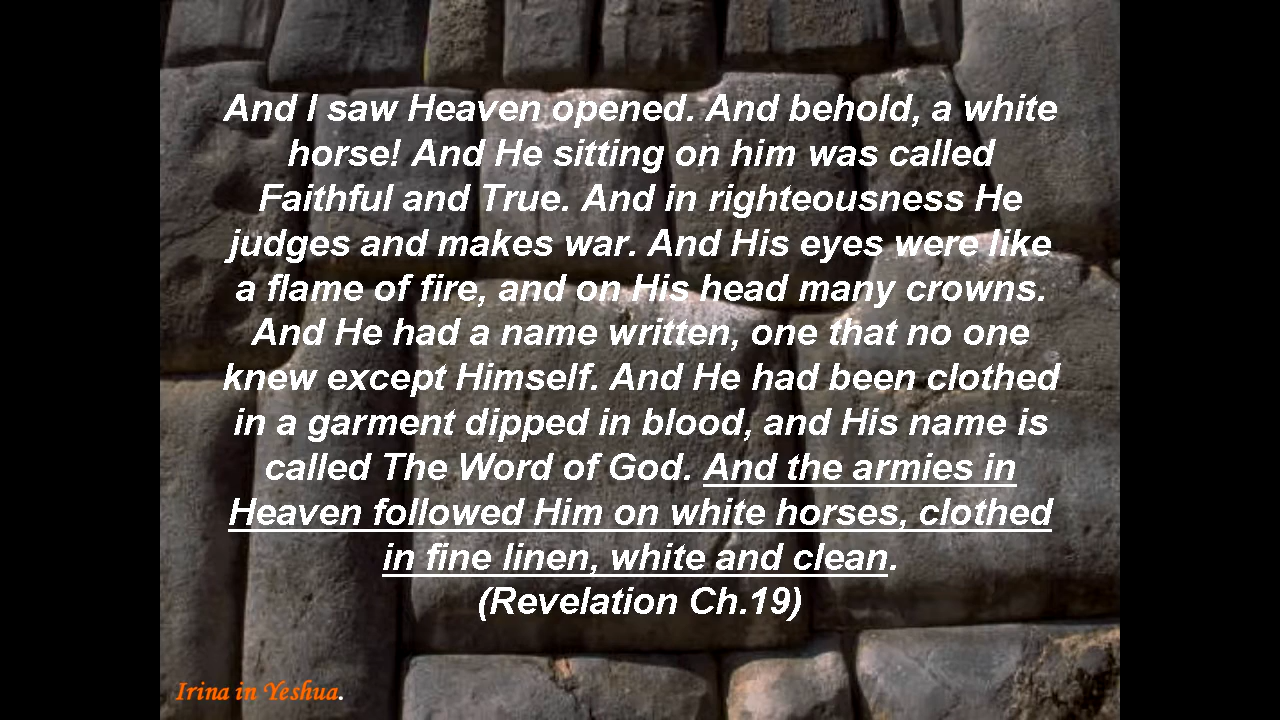 And I saw Heaven opened. And behold, a white
horse! And He sitting on him was called
Faithful and True. And in righteousness He
judges and makes war. And His eyes were like
a flame of fire, and on His head many crowns.
And He had a name written, one that no one
knew except Himself. And He had been clothed
in a garment dipped in blood, and His name is
called The Word of God. And the armies in
Heaven followed Him on white horses, clothed
in fine linen, white and clean.
(Revelation Ch.19)
Irina in Yeshua.